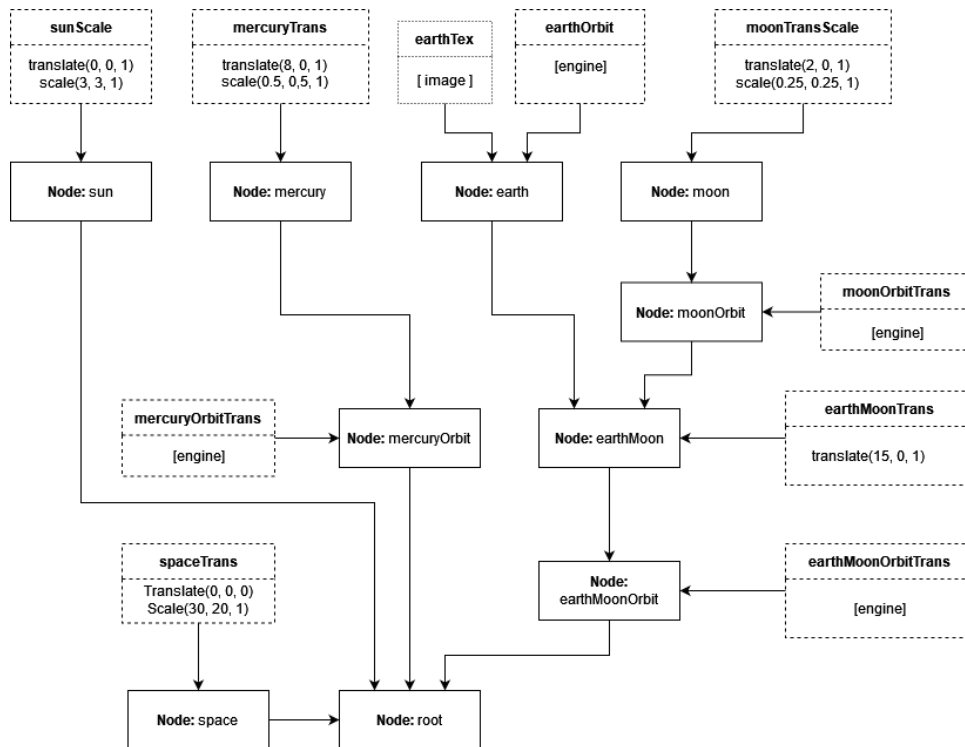 sunScale
translate(0, 0, 1)
scale(3, 3, 1)
mercuryTrans
translate(8, 0, 1)
scale(0.5, 0,5, 1)
earthTex
[ image ]
earthOrbit
[engine]
moonTransScale
translate(2, 0, 1)
scale(0.25, 0.25, 1)
Node: sun
Node: mercury
Node: earth
Node: moon
Node: moonOrbit
moonOrbitTrans
[engine]
mercuryOrbitTrans
[engine]
Node: mercuryOrbit
Node: earthMoon
earthMoonTrans
translate(15, 0, 1)
spaceTrans
Translate(0, 0, 0)
Scale(30, 20, 1)
Node:
earthMoonOrbit
earthMoonOrbitTrans
[engine]
Node: space
Node: root